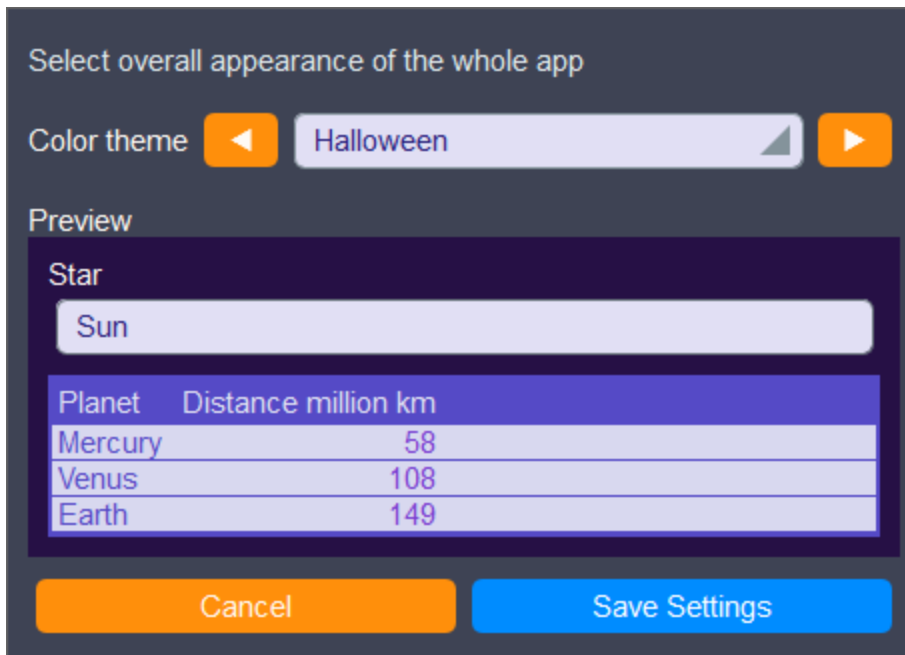 Select overall appearance of the whole app
Color theme Halloween
Preview
Star
Sun
Planet Distance million km
Mercury 58
Venus 108
Earth 149
Cancel Save Settings